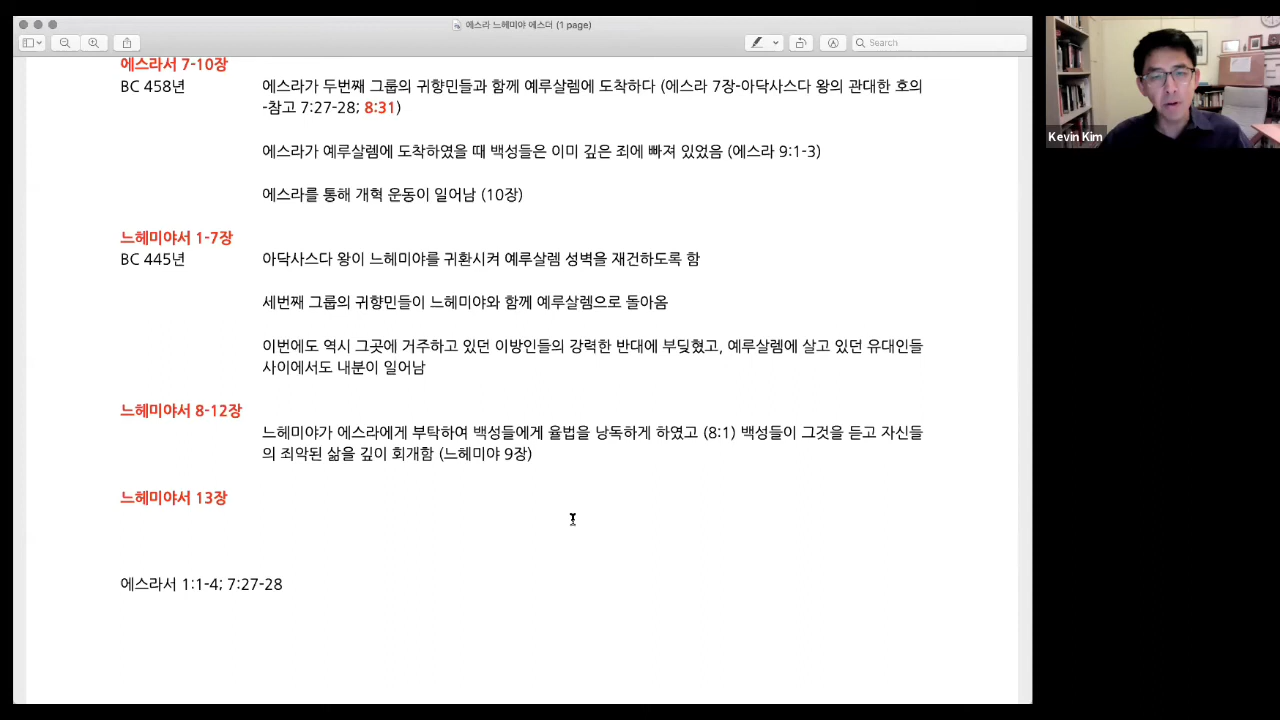 에스라 느헤미야 에스더 (1 page)
Search
에스라서 7-10장
BC 458년
에스라가 두번째 그룹의 귀향민들과 함께 예루살렘에 도착하다 (에스라 7장-아닥사스다 왕의 관대한 호의
-참고 7:27-28; 8:31)
에스라가 예루살렘에 도착하였을 때 백성들은 이미 깊은 죄에 빠져 있었음 (에스라 9:1-3)
에스라를 통해 개혁 운동이 일어남 (10장)
느헤미야서 1-7장
BC 445년
아닥사스다 왕이 느헤미야를 귀환시켜 예루살렘 성벽을 재건하도록 함
세번째 그룹의 귀향민들이 느헤미야와 함께 예루살렘으로 돌아옴
이번에도 역시 그곳에 거주하고 있던 이방인들의 강력한 반대에 부딪혔고, 예루살렘에 살고 있던 유대인들
사이에서도 내분이 일어남
느헤미야서 8-12장
느헤미야가 에스라에게 부탁하여 백성들에게 율법을 낭독하게 하였고 (8:1) 백성들이 그것을 듣고 자신들
의 죄악된 삶을 깊이 회개함 (느헤미야 9장)
느헤미야서 13장
에스라서 1:1-4; 7:27-28
Kevin Kim